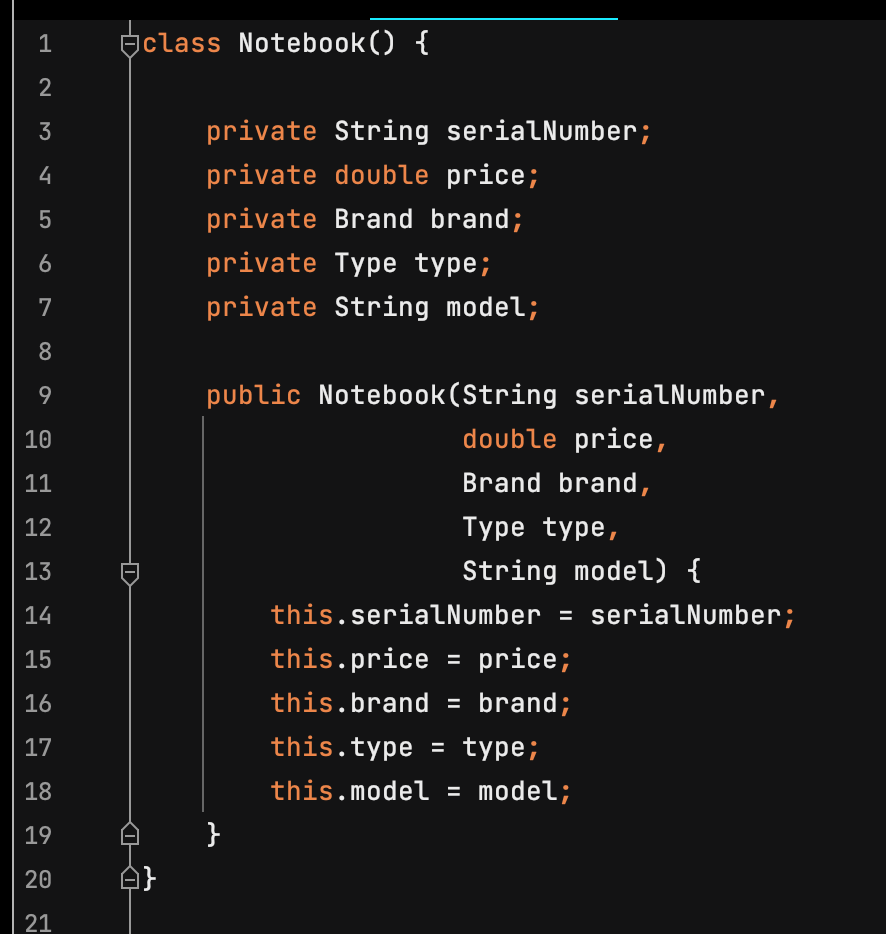 1 class Notebook() {
2
3 private String serialNumber;
4 private double price;
5 private Brand brand;
6 private Type type;
7 private String model;
8
9 public Notebook(String serialNumber,
10 double price,
11 Brand brand,
12 Type type,
13 String model) {
14 this.serialNumber = serialNumber;
15 this.price = price;
16 this.brand = brand;
17 this.type = type;
18 this.model = model;
19 }
20 }
21